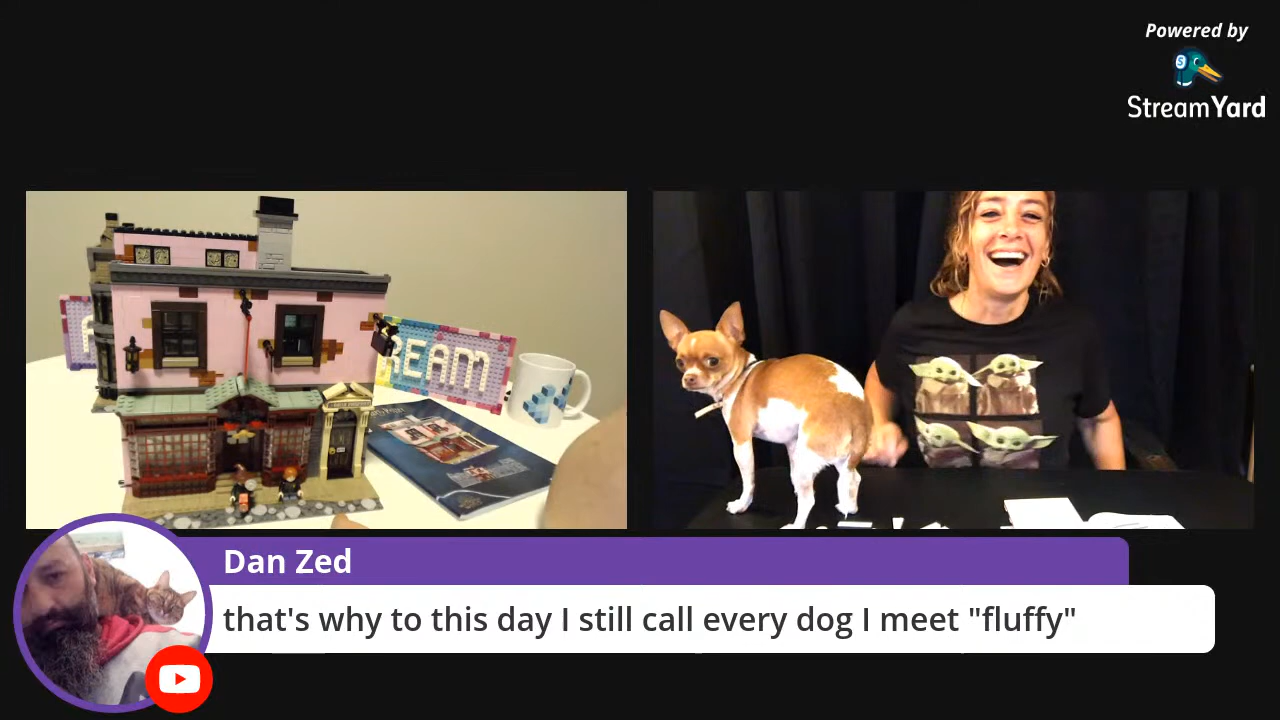 Powered by
StreamYard
REAM
Dan Zed
that's why to this day I still call every dog I meet "fluffy"